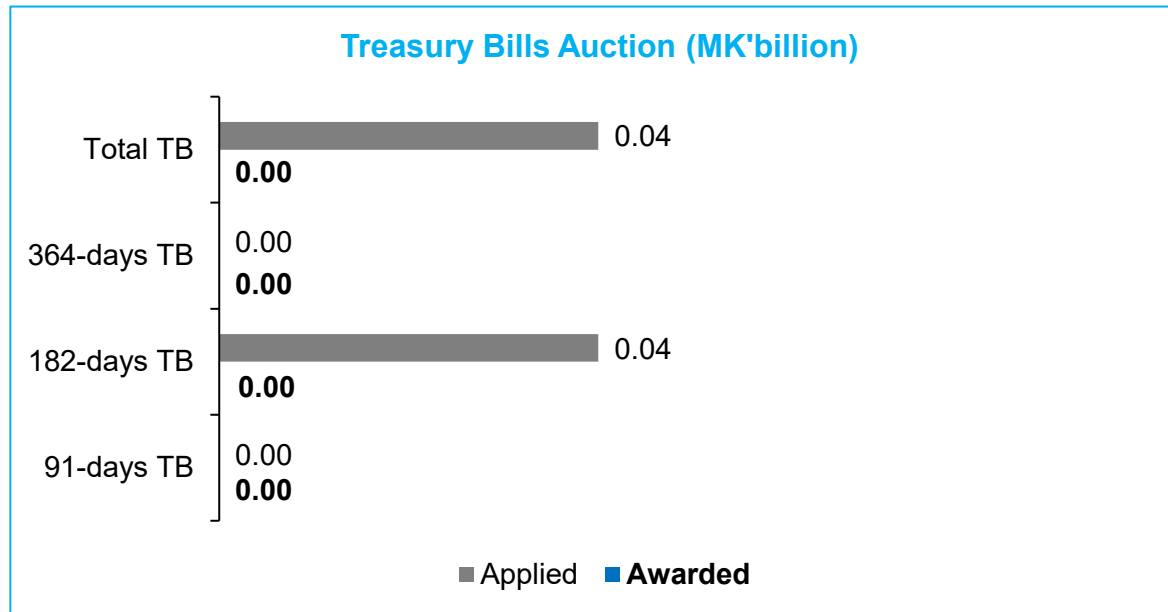 Treasury Bills Auction (MK'billion)
Total TB
0.04
0.00
364-days TB
0.00
0.00
182-days TB
0.04
0.00
91-days TB
0.00
0.00
Applied Awarded